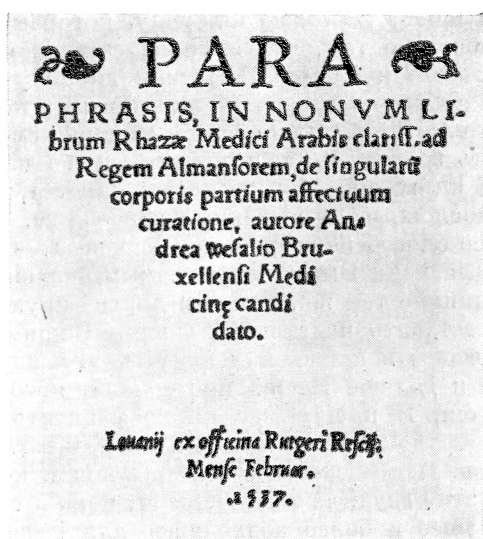 PARA
PHRASIS, IN NONVM LI-
brum Rhazæ Medici Arabis clariſſ. ad
Regem Almanſorem, de ſingularū
corporis partium affectuum
curatione, autore An-
drea Weſalio Bru-
xellenſi Medi
cinę candi
dato.
Louanij ex officina Rutgeri Reſcij.
Menſe Februar.
.1537.